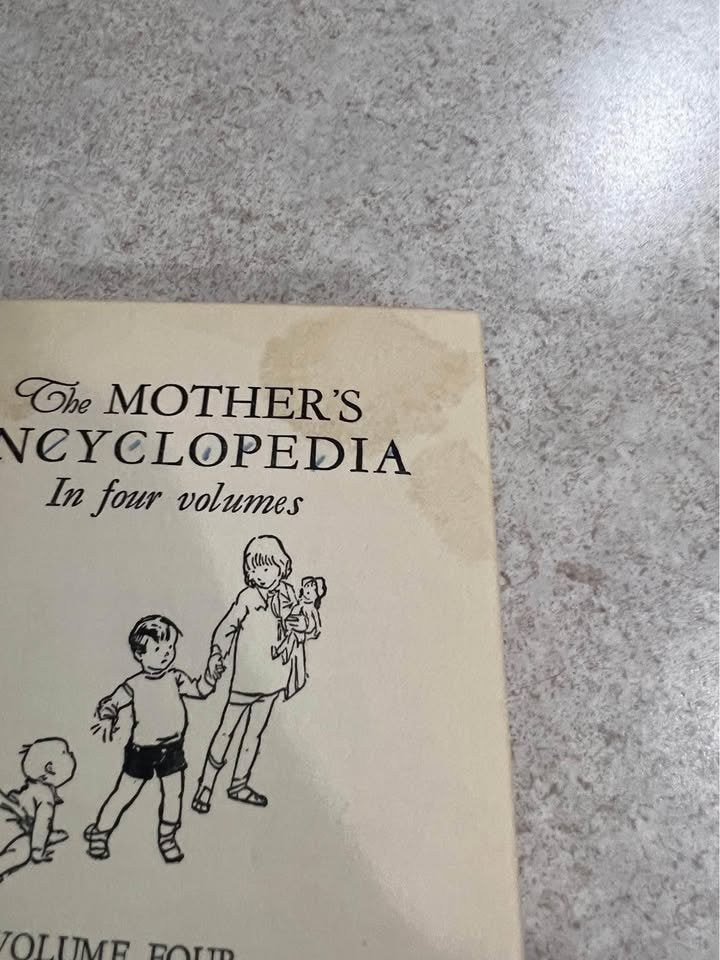 The MOTHER'S
NCYCLOPEDIA
In four volumes
VOLUME FOUR